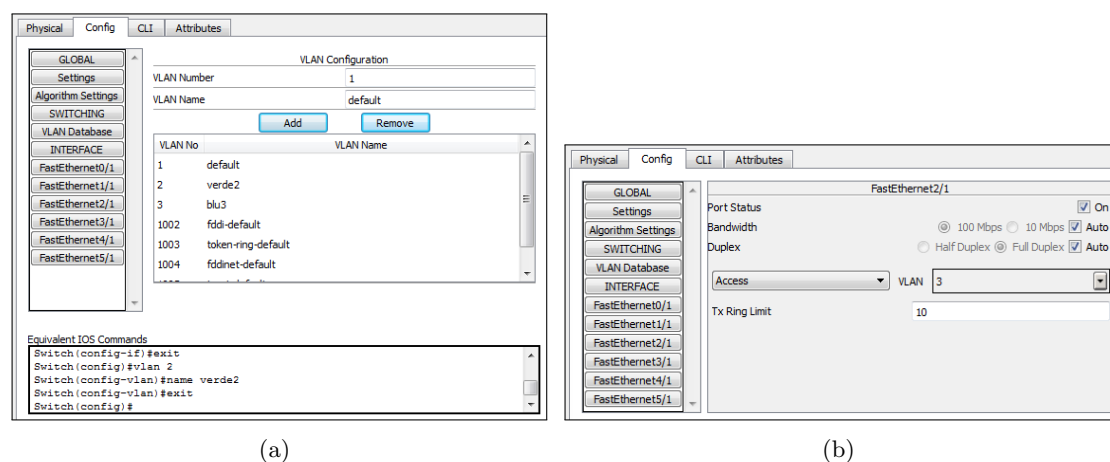 Physical Config CLI Attributes
GLOBAL
Settings
Algorithm Settings
SWITCHING
VLAN Database
INTERFACE
FastEthernet0/1
FastEthernet1/1
FastEthernet2/1
FastEthernet3/1
FastEthernet4/1
FastEthernet5/1
VLAN Configuration
VLAN Number 1
VLAN Name default
Add Remove
VLAN No VLAN Name
1 default
2 verde2
3 blu3
1002 fddi-default
1003 token-ring-default
1004 fddinet-default
Equivalent IOS Commands
Switch(config-if)#exit
Switch(config)#vlan 2
Switch(config-vlan)#name verde2
Switch(config-vlan)#exit
Switch(config)#
(a)
Physical Config CLI Attributes
GLOBAL
Settings
Algorithm Settings
SWITCHING
VLAN Database
INTERFACE
FastEthernet0/1
FastEthernet1/1
FastEthernet2/1
FastEthernet3/1
FastEthernet4/1
FastEthernet5/1
FastEthernet2/1
Port Status On
Bandwidth 100 Mbps 10 Mbps Auto
Duplex Half Duplex Full Duplex Auto
Access VLAN 3
Tx Ring Limit 10
(b)